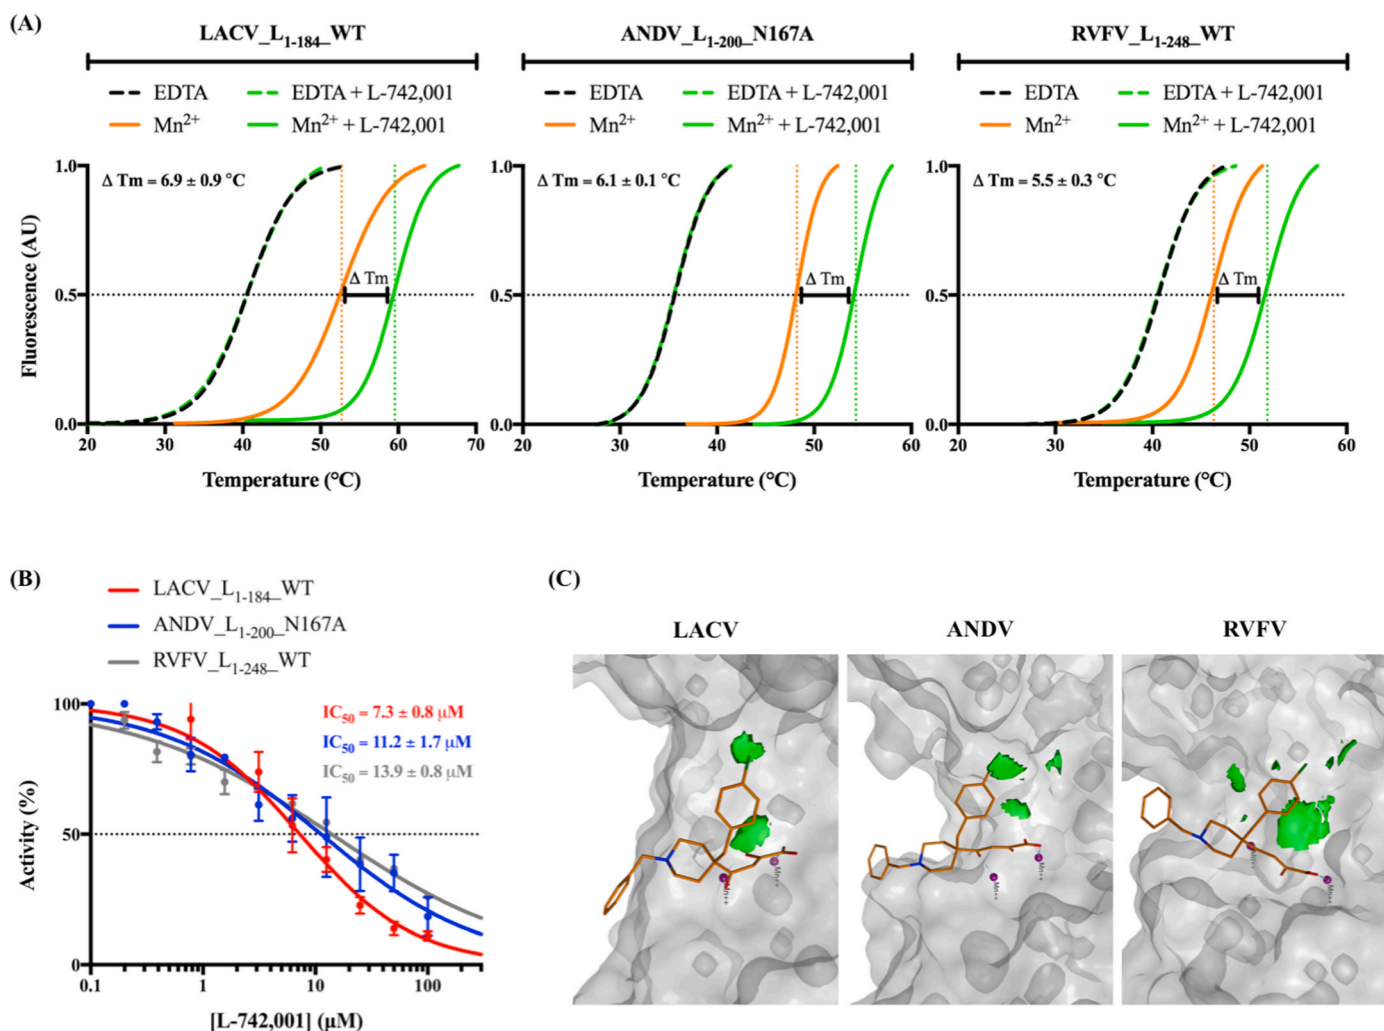 (A)
LACV_L1-184_WT
ANDV_L1-200_N167A
RVFV_L1-248_WT
EDTA
EDTA + L-742,001
Mn2+
Mn2+ + L-742,001
EDTA
EDTA + L-742,001
Mn2+
Mn2+ + L-742,001
EDTA
EDTA + L-742,001
Mn2+
Mn2+ + L-742,001
Fluorescence (AU)
1.0
0.5
0.0
Δ Tm = 6.9 ± 0.9 °C
Δ Tm
20 30 40 50 60 70
Temperature (°C)
1.0
0.5
0.0
Δ Tm = 6.1 ± 0.1 °C
Δ Tm
20 30 40 50 60
Temperature (°C)
1.0
0.5
0.0
Δ Tm = 5.5 ± 0.3 °C
Δ Tm
20 30 40 50 60
Temperature (°C)
(B)
LACV_L1-184_WT
ANDV_L1-200_N167A
RVFV_L1-248_WT
Activity (%)
100
50
0
IC50 = 7.3 ± 0.8 μM
IC50 = 11.2 ± 1.7 μM
IC50 = 13.9 ± 0.8 μM
0.1 1 10 100
[L-742,001] (μM)
(C)
LACV
ANDV
RVFV
Mn++
Mn++
Mn++
Mn++
Mn++
Mn++